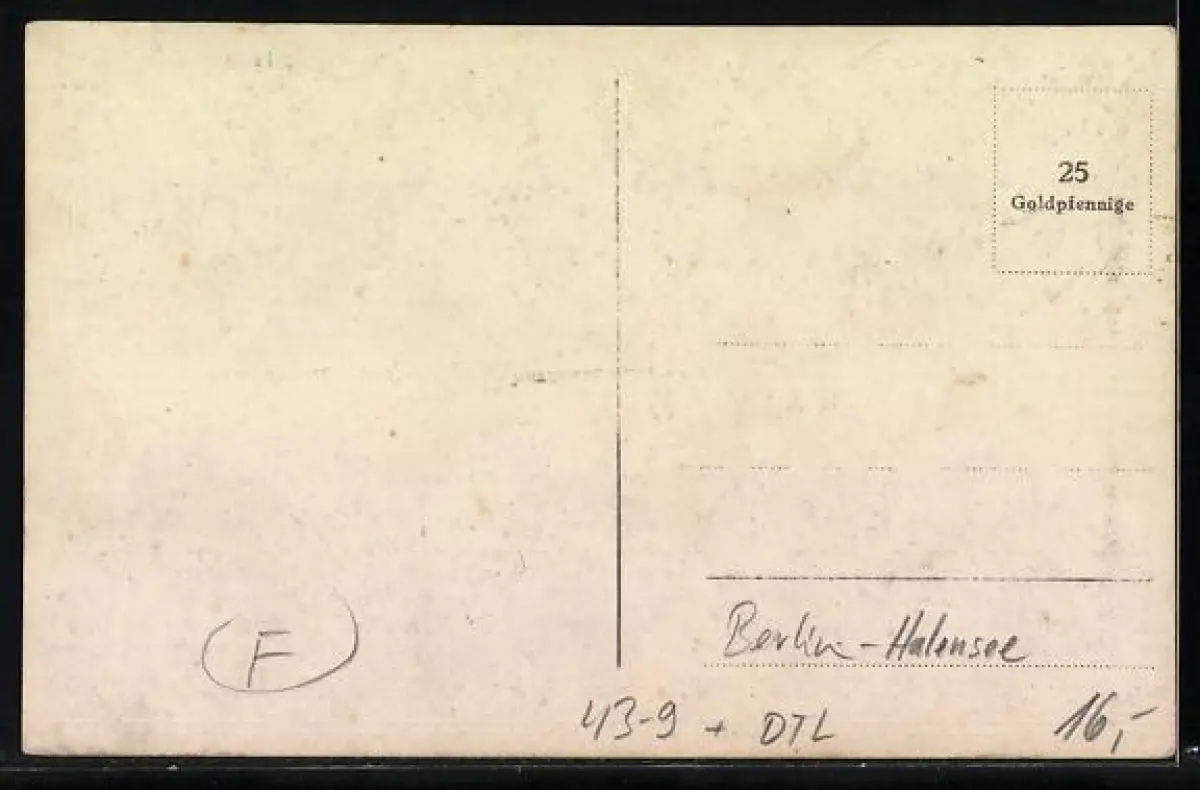 25
Goldpfennige
Berlin-Halensee
F
43-9 + DTL
16,-